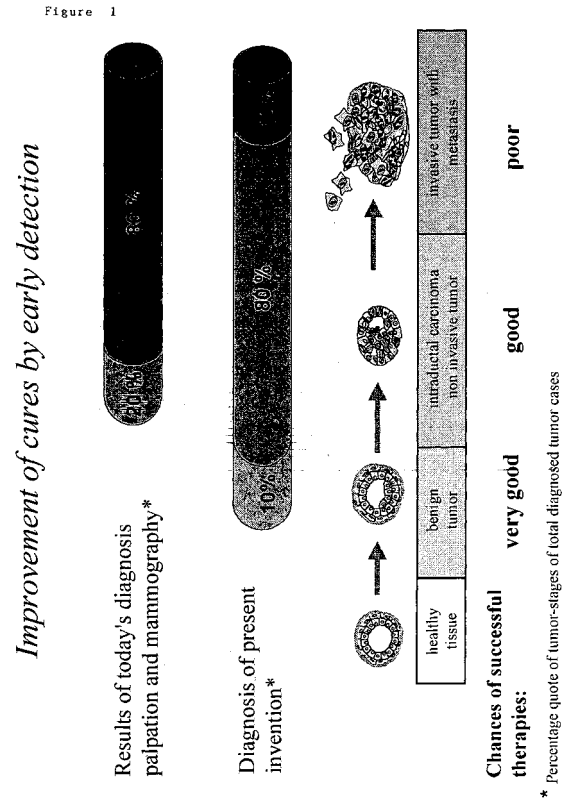 Figure 1
Improvement of cures by early detection
Results of today's diagnosis
palpation and mammography*
20 %
80 %
Diagnosis of present
invention*
10%
80 %
healthy
tissue
benign
tumor
intraductal carcinoma
non invasive tumor
invasive tumor with
metastasis
Chances of successful
therapies:
very good
good
poor
* Percentage quote of tumor-stages of total diagnosed tumor cases